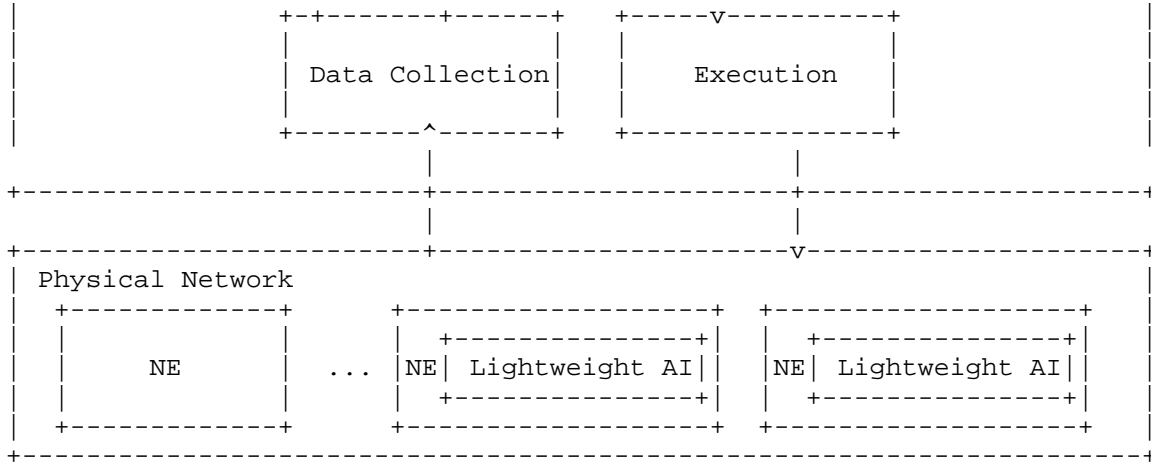 Data Collection Execution
Physical Network
NE ... NE Lightweight AI NE Lightweight AI